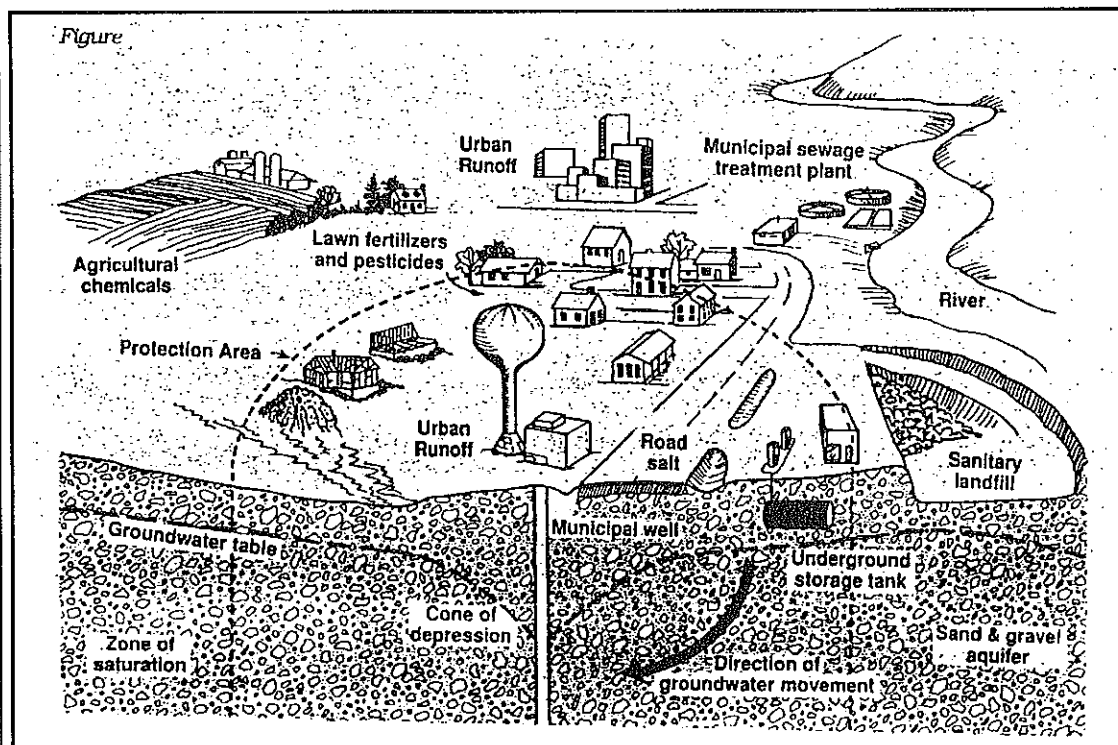 Figure
Urban
Runoff
Municipal sewage
treatment plant
Lawn fertilizers
and pesticides
Agricultural
chemicals
River
Protection Area
Urban
Runoff
Road
salt
Sanitary
landfill
Municipal well
Groundwater table
Underground
storage tank
Cone of
depression
Zone of
saturation
Sand & gravel
aquifer
Direction of
groundwater movement